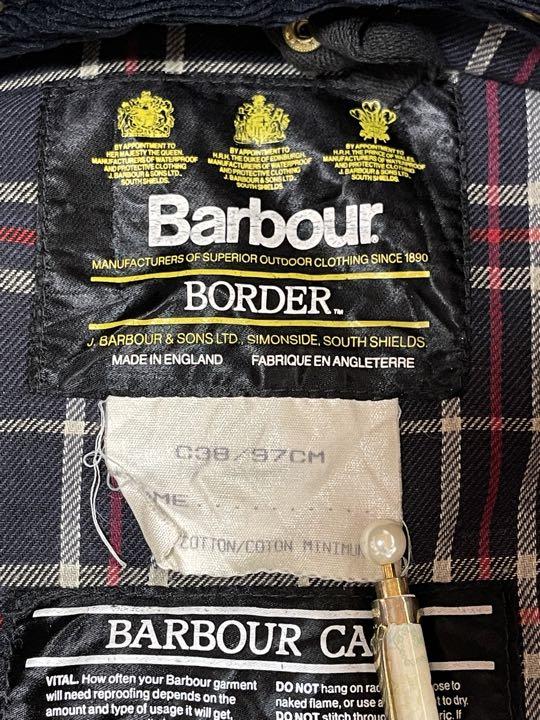 BY APPOINTMENT TO
HER MAJESTY THE QUEEN
MANUFACTURERS OF WATERPROOF
AND PROTECTIVE CLOTHING
J. BARBOUR & SONS LTD.,
SOUTH SHIELDS.
BY APPOINTMENT TO
H.R.H. THE DUKE OF EDINBURGH
MANUFACTURERS OF WATERPROOF
AND PROTECTIVE CLOTHING
J. BARBOUR & SONS LTD.,
SOUTH SHIELDS.
BY APPOINTMENT TO
H.R.H. THE PRINCE OF WALES
MANUFACTURERS OF WATERPROOF
AND PROTECTIVE CLOTHING
J. BARBOUR & SONS LTD.,
SOUTH SHIELDS.
Barbour
MANUFACTURERS OF SUPERIOR OUTDOOR CLOTHING SINCE 1890
BORDER TM
J. BARBOUR & SONS LTD., SIMONSIDE, SOUTH SHIELDS.
MADE IN ENGLAND FABRIQUE EN ANGLETERRE
C38/97CM
COTTON/COTON
BARBOUR
VITAL. How often your Barbour garment
will need reproofing depends on the
amount and type of use it will get.
DO NOT hang on
naked flame, or use a
DO NOT stitch
to dry.